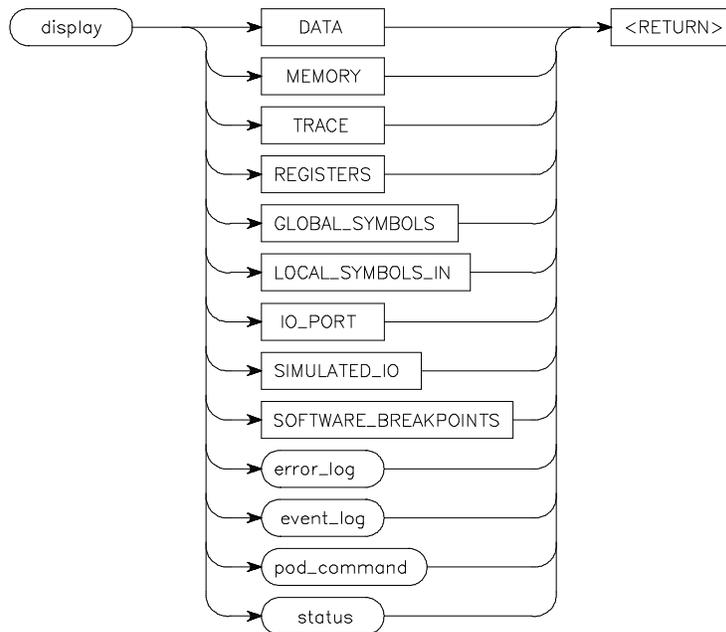 display
DATA
<RETURN>
MEMORY
TRACE
REGISTERS
GLOBAL_SYMBOLS
LOCAL_SYMBOLS_IN
IO_PORT
SIMULATED_IO
SOFTWARE_BREAKPOINTS
error_log
event_log
pod_command
status